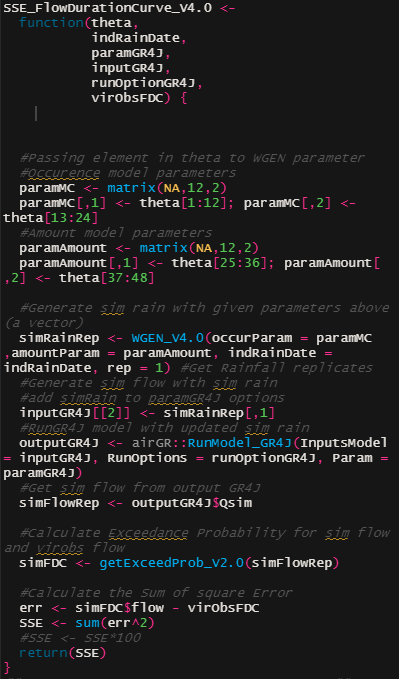 SSE_FlowDurationCurve_V4.0 <-
function(theta,
indRainDate,
paramGR4J,
inputGR4J,
runOptionGR4J,
virObsFDC) {
#Passing element in theta to WGEN parameter
#Occurence model parameters
paramMC <- matrix(NA,12,2)
paramMC[,1] <- theta[1:12]; paramMC[,2] <-
theta[13:24]
#Amount model parameters
paramAmount <- matrix(NA,12,2)
paramAmount[,1] <- theta[25:36]; paramAmount[
,2] <- theta[37:48]
#Generate sim rain with given parameters above
(a vector)
simRainRep <- WGEN_V4.0(occurParam = paramMC
,amountParam = paramAmount, indRainDate =
indRainDate, rep = 1) #Get Rainfall replicates
#Generate sim flow with sim rain
#add simRain to paramGR4J options
inputGR4J[[2]] <- simRainRep[,1]
#RunGR4J model with updated sim rain
outputGR4J <- airGR::RunModel_GR4J(InputsModel
= inputGR4J, RunOptions = runOptionGR4J, Param =
paramGR4J)
#Get sim flow from output GR4J
simFlowRep <- outputGR4J$Qsim
#Calculate Exceedance Probability for sim flow
and virobs flow
simFDC <- getExceedProb_V2.0(simFlowRep)
#Calculate the Sum of square Error
err <- simFDC$flow - virObsFDC
SSE <- sum(err^2)
#SSE <- SSE*100
return(SSE)
}